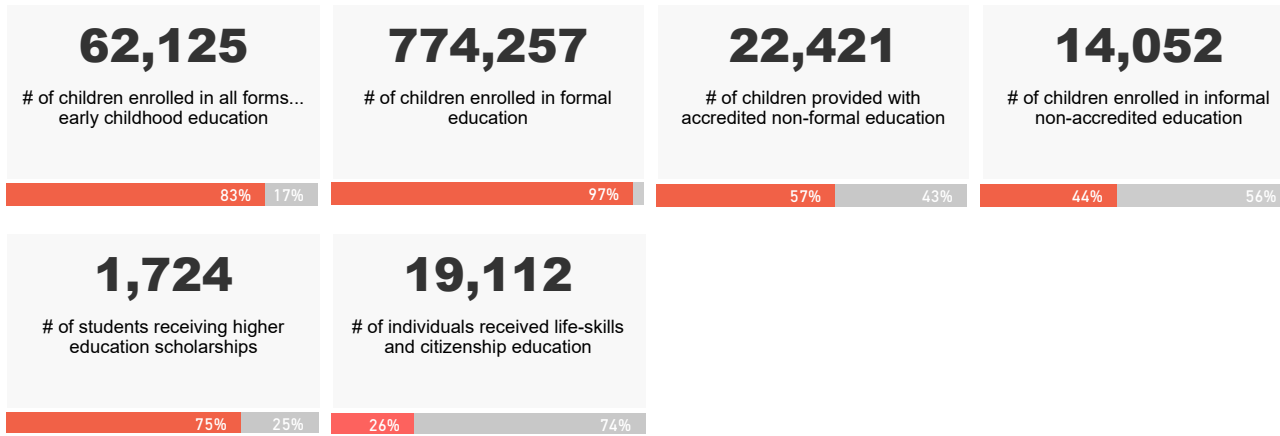 62,125
# of children enrolled in all forms...
early childhood education
83% 17%
774,257
# of children enrolled in formal
education
97%
22,421
# of children provided with
accredited non-formal education
57% 43%
14,052
# of children enrolled in informal
non-accredited education
44% 56%
1,724
# of students receiving higher
education scholarships
75% 25%
19,112
# of individuals received life-skills
and citizenship education
26% 74%